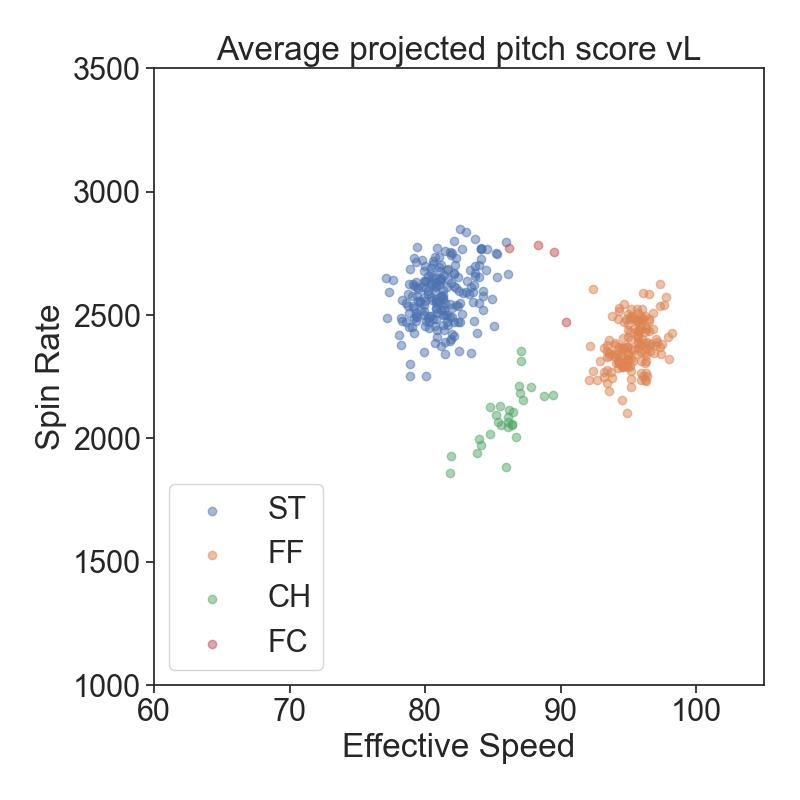 Average projected pitch score vL
3500
3000
2500
2000
1500
1000
Spin Rate
ST
FF
CH
FC
60 70 80 90 100
Effective Speed